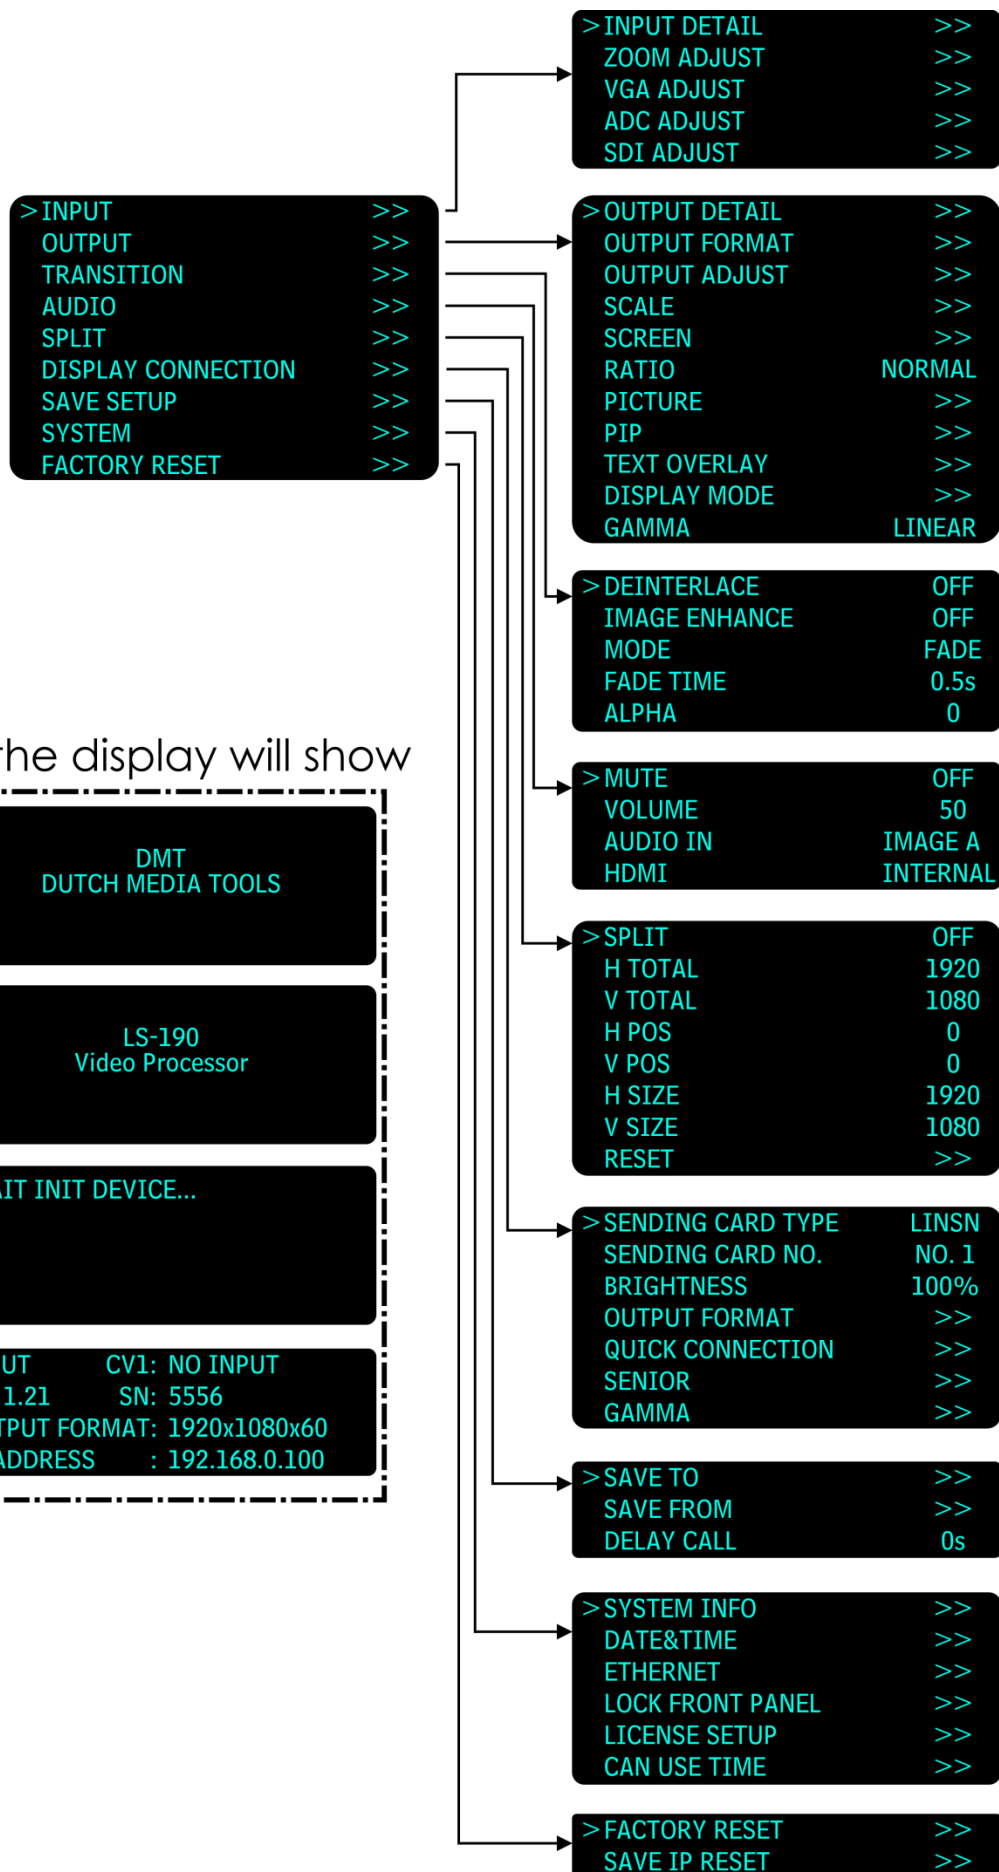 >INPUT >>
OUTPUT >>
TRANSITION >>
AUDIO >>
SPLIT >>
DISPLAY CONNECTION >>
SAVE SETUP >>
SYSTEM >>
FACTORY RESET >>
the display will show
DMT
DUTCH MEDIA TOOLS
LS-190
Video Processor
AIT INIT DEVICE...
UT CV1: NO INPUT
1.21 SN: 5556
TPUT FORMAT: 1920x1080x60
ADDRESS : 192.168.0.100
>INPUT DETAIL >>
ZOOM ADJUST >>
VGA ADJUST >>
ADC ADJUST >>
SDI ADJUST >>
>OUTPUT DETAIL >>
OUTPUT FORMAT >>
OUTPUT ADJUST >>
SCALE >>
SCREEN >>
RATIO NORMAL
PICTURE >>
PIP >>
TEXT OVERLAY >>
DISPLAY MODE >>
GAMMA LINEAR
>DEINTERLACE OFF
IMAGE ENHANCE OFF
MODE FADE
FADE TIME 0.5s
ALPHA 0
>MUTE OFF
VOLUME 50
AUDIO IN IMAGE A
HDMI INTERNAL
>SPLIT OFF
H TOTAL 1920
V TOTAL 1080
H POS 0
V POS 0
H SIZE 1920
V SIZE 1080
RESET >>
>SENDING CARD TYPE LINSN
SENDING CARD NO. NO. 1
BRIGHTNESS 100%
OUTPUT FORMAT >>
QUICK CONNECTION >>
SENIOR >>
GAMMA >>
>SAVE TO >>
SAVE FROM >>
DELAY CALL 0s
>SYSTEM INFO >>
DATE&TIME >>
ETHERNET >>
LOCK FRONT PANEL >>
LICENSE SETUP >>
CAN USE TIME >>
>FACTORY RESET >>
SAVE IP RESET >>